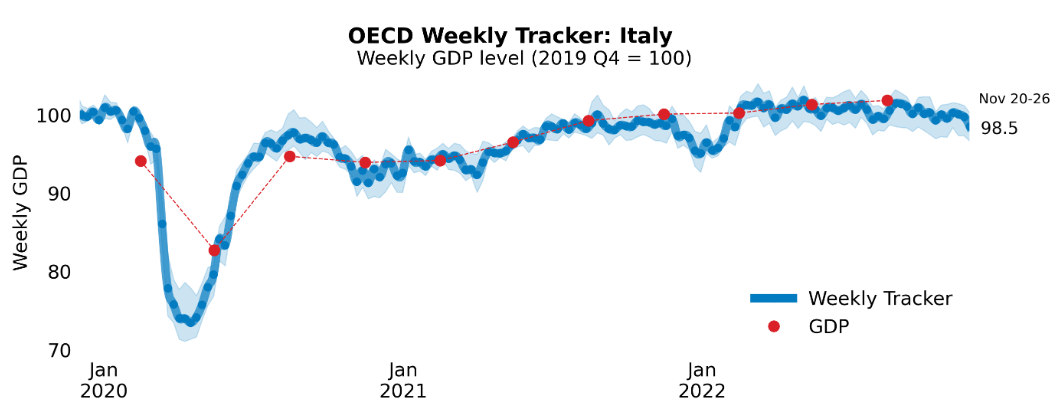 OECD Weekly Tracker: Italy
Weekly GDP level (2019 Q4 = 100)
Nov 20-26
98.5
100
90
80
70
Weekly GDP
Weekly Tracker
GDP
Jan
2020
Jan
2021
Jan
2022